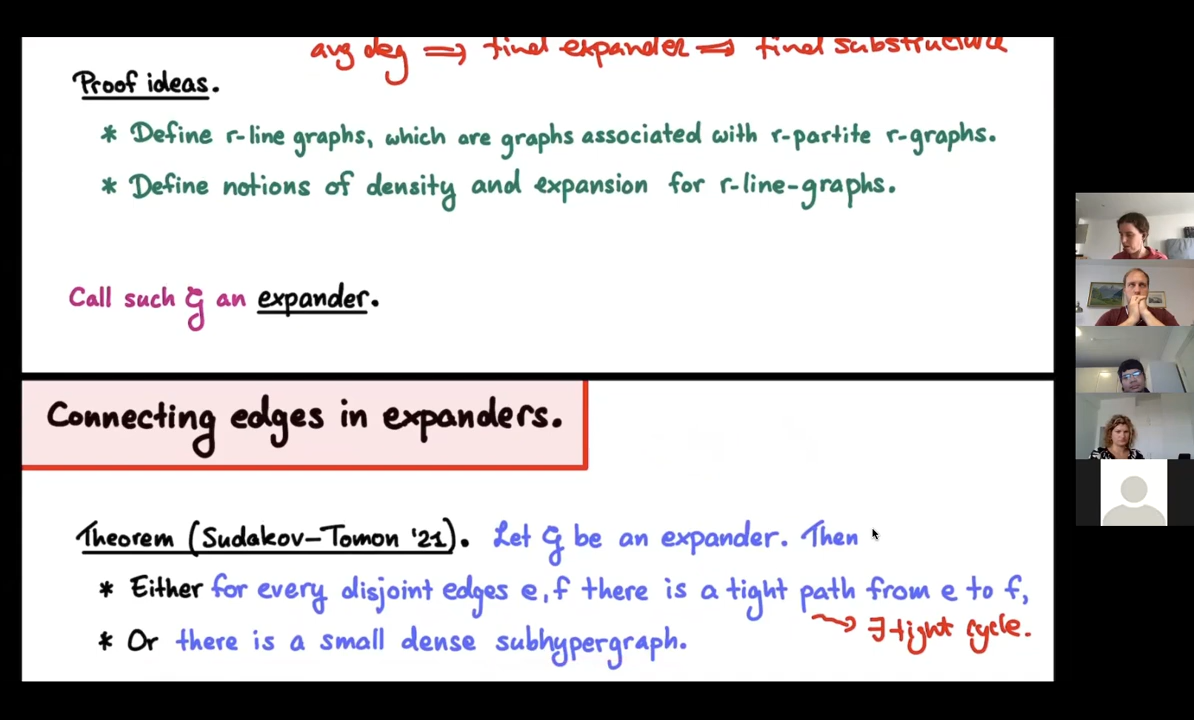 avg deg ⟹ find expander ⟹ find substructure
Proof ideas.
* Define r-line graphs, which are graphs associated with r-partite r-graphs.
* Define notions of density and expansion for r-line-graphs.
Call such G an expander.
Connecting edges in expanders.
Theorem (Sudakov-Tomon '21). Let G be an expander. Then
* Either for every disjoint edges e, f there is a tight path from e to f,
⇝ ∃ tight cycle.
* Or there is a small dense subhypergraph.